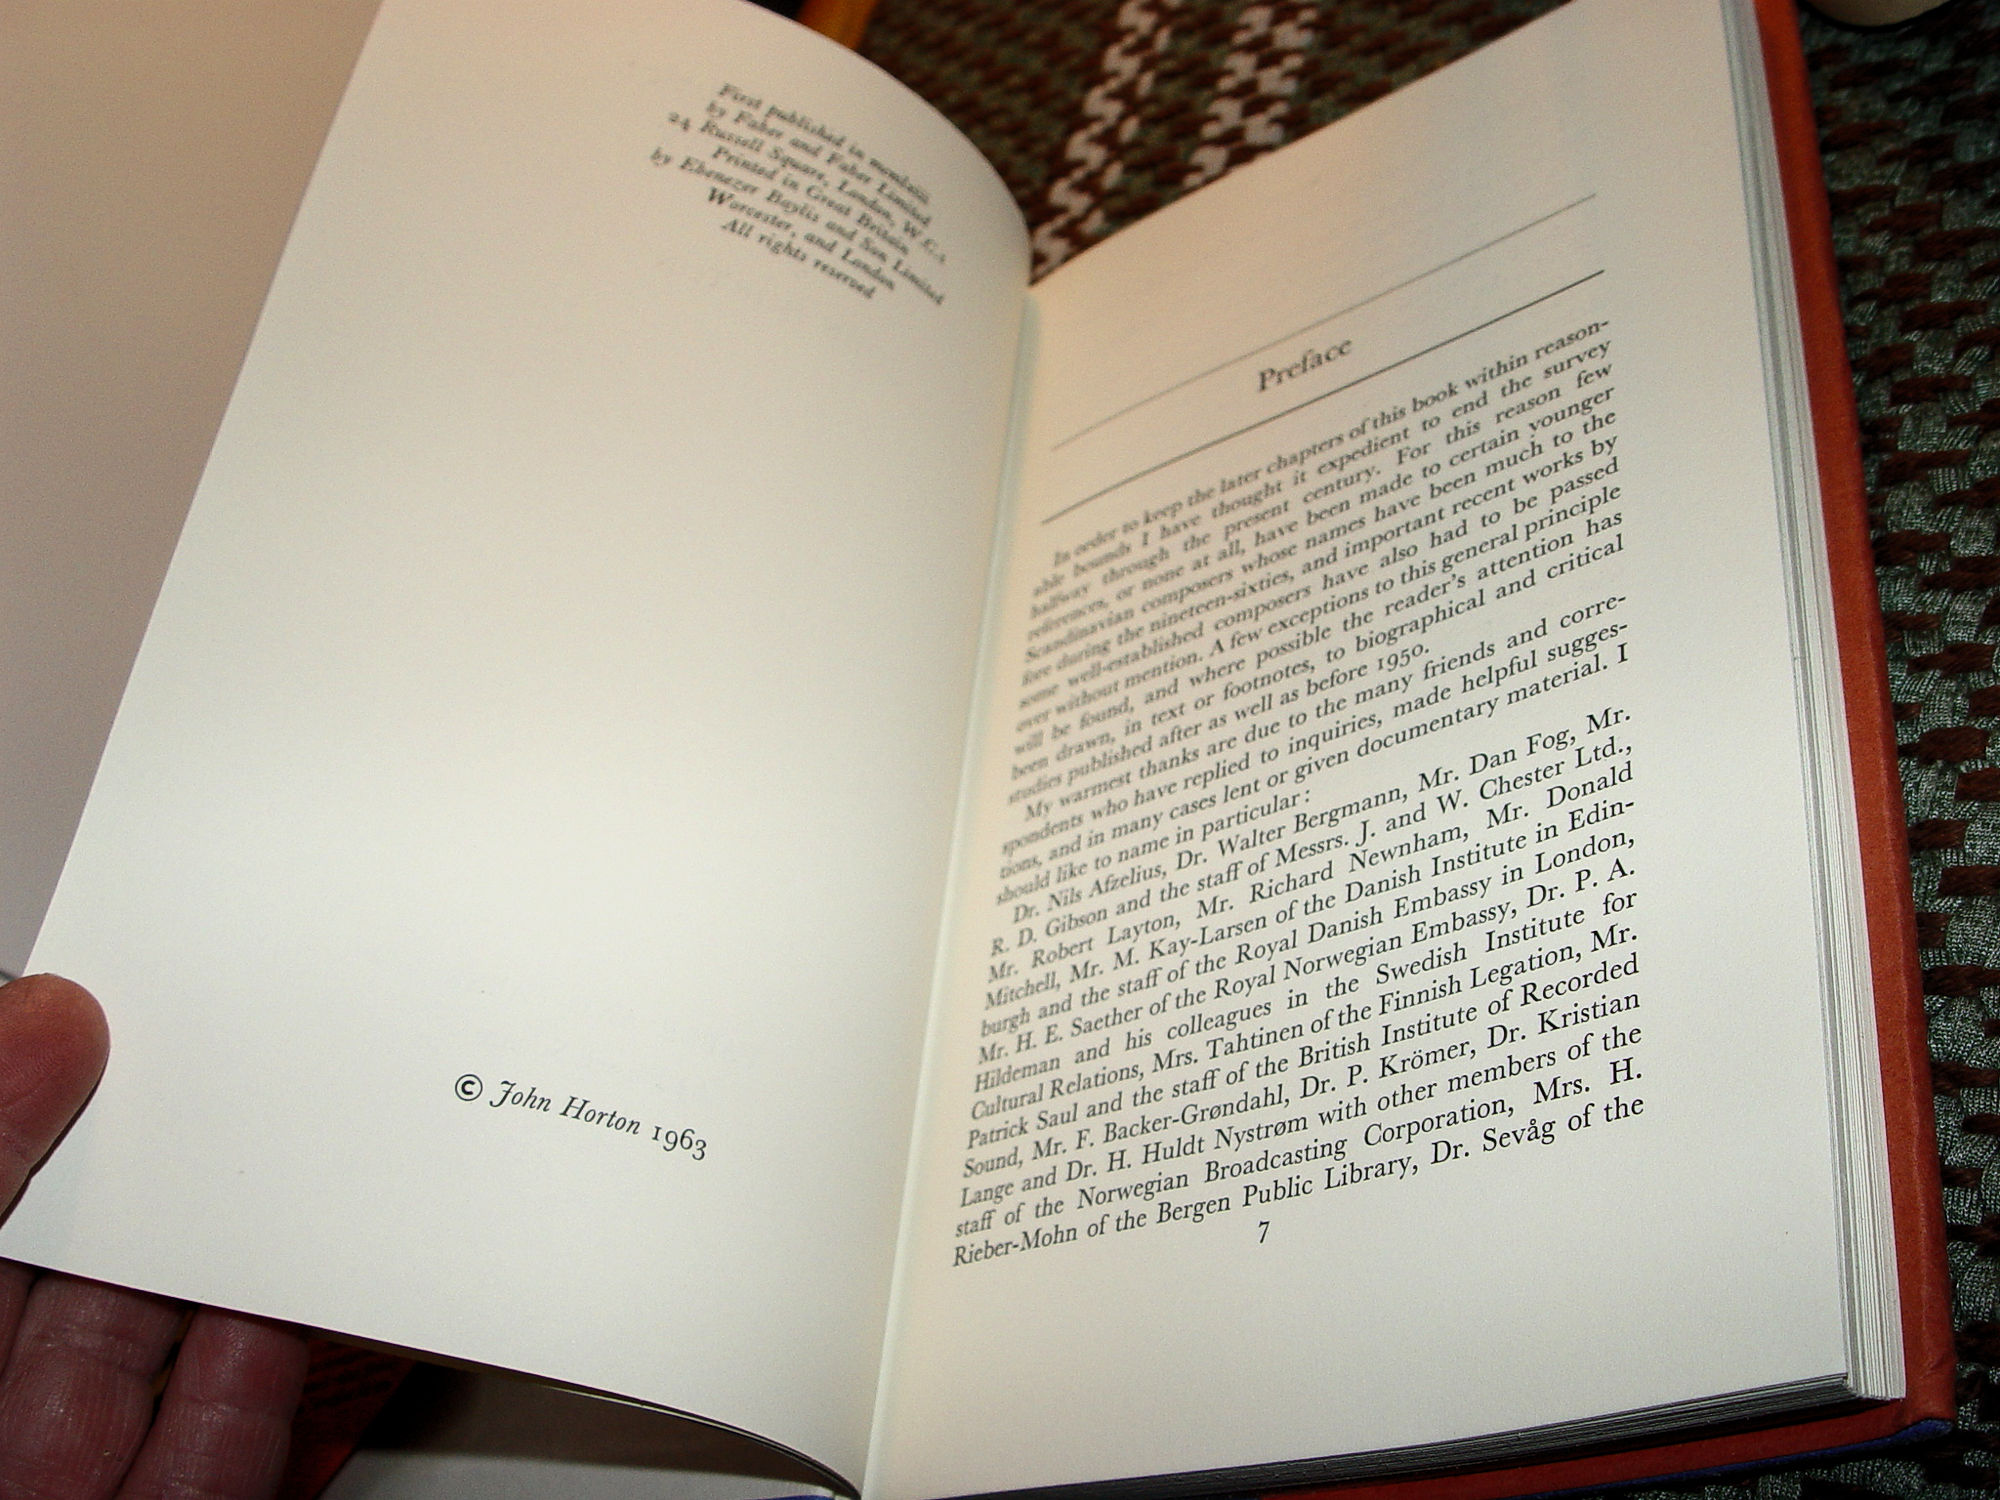 First published in mcmlxiii
by Faber and Faber Limited
24 Russell Square, London, W.C.1
Printed in Great Britain
by Ebenezer Baylis and Son Limited
Worcester, and London
All rights reserved
© John Horton 1963
Preface
In order to keep the later chapters of this book within reason-
able bounds I have thought it expedient to end the survey
halfway through the present century. For this reason few
references, or none at all, have been made to certain younger
Scandinavian composers whose names have been much to the
fore during the nineteen-sixties, and important recent works by
some well-established composers have also had to be passed
over without mention. A few exceptions to this general principle
will be found, and where possible the reader's attention has
been drawn, in text or footnotes, to biographical and critical
studies published after as well as before 1950.
My warmest thanks are due to the many friends and corre-
spondents who have replied to inquiries, made helpful sugges-
tions, and in many cases lent or given documentary material. I
should like to name in particular:
Dr. Nils Afzelius, Dr. Walter Bergmann, Mr. Dan Fog, Mr.
R. D. Gibson and the staff of Messrs. J. and W. Chester Ltd.,
Mr. Robert Layton, Mr. Richard Newnham, Mr. Donald
Mitchell, Mr. M. Kay-Larsen of the Danish Institute in Edin-
burgh and the staff of the Royal Danish Embassy in London,
Mr. H. E. Saether of the Royal Norwegian Embassy, Dr. P. A.
Hildeman and his colleagues in the Swedish Institute for
Cultural Relations, Mrs. Tahtinen of the Finnish Legation, Mr.
Patrick Saul and the staff of the British Institute of Recorded
Sound, Mr. F. Backer-Grøndahl, Dr. P. Krömer, Dr. Kristian
Lange and Dr. H. Huldt Nystrøm with other members of the
staff of the Norwegian Broadcasting Corporation, Mrs. H.
Rieber-Mohn of the Bergen Public Library, Dr. Sevåg of the
7